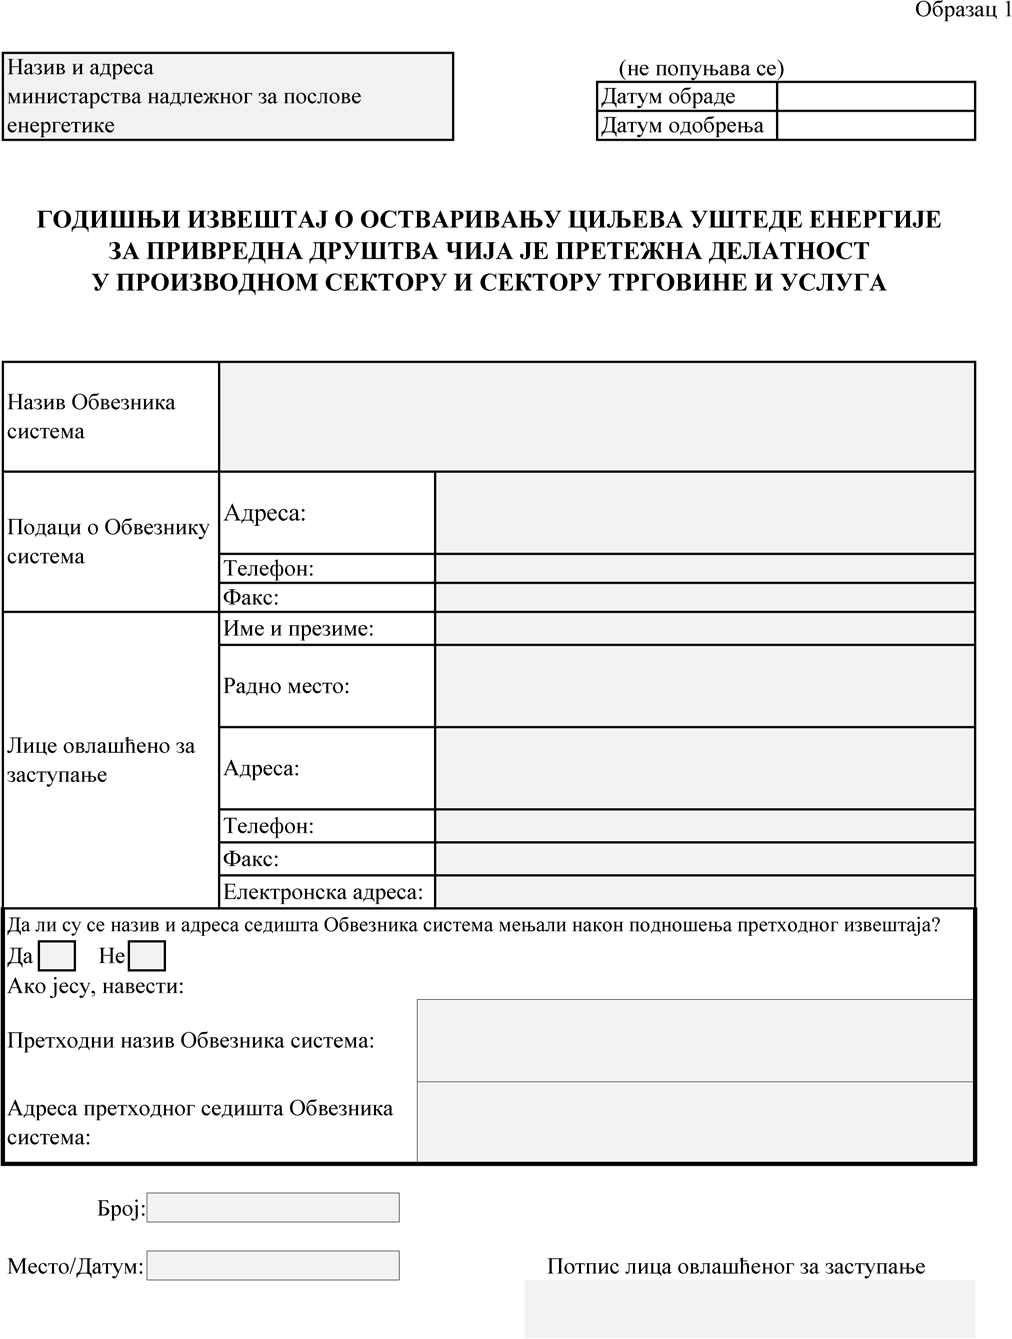 Образац 1
Назив и адреса
министарства надлежног за послове
енергетике
(не попуњава се)
Датум обраде
Датум одобрења
ГОДИШЊИ ИЗВЕШТАЈ О ОСТВАРИВАЊУ ЦИЉЕВА УШТЕДЕ ЕНЕРГИЈЕ
ЗА ПРИВРЕДНА ДРУШТВА ЧИЈА ЈЕ ПРЕТЕЖНА ДЕЛАТНОСТ
У ПРОИЗВОДНОМ СЕКТОРУ И СЕКТОРУ ТРГОВИНЕ И УСЛУГА
Назив Обвезника
система
Подаци о Обвезнику
система
Адреса:
Телефон:
Факс:
Лице овлашћено за
заступање
Име и презиме:
Радно место:
Адреса:
Телефон:
Факс:
Електронска адреса:
Да ли су се назив и адреса седишта Обвезника система мењали након подношења претходног извештаја?
Да Не
Ако јесу, навести:
Претходни назив Обвезника система:
Адреса претходног седишта Обвезника
система:
Број:
Место/Датум:
Потпис лица овлашћеног за заступање